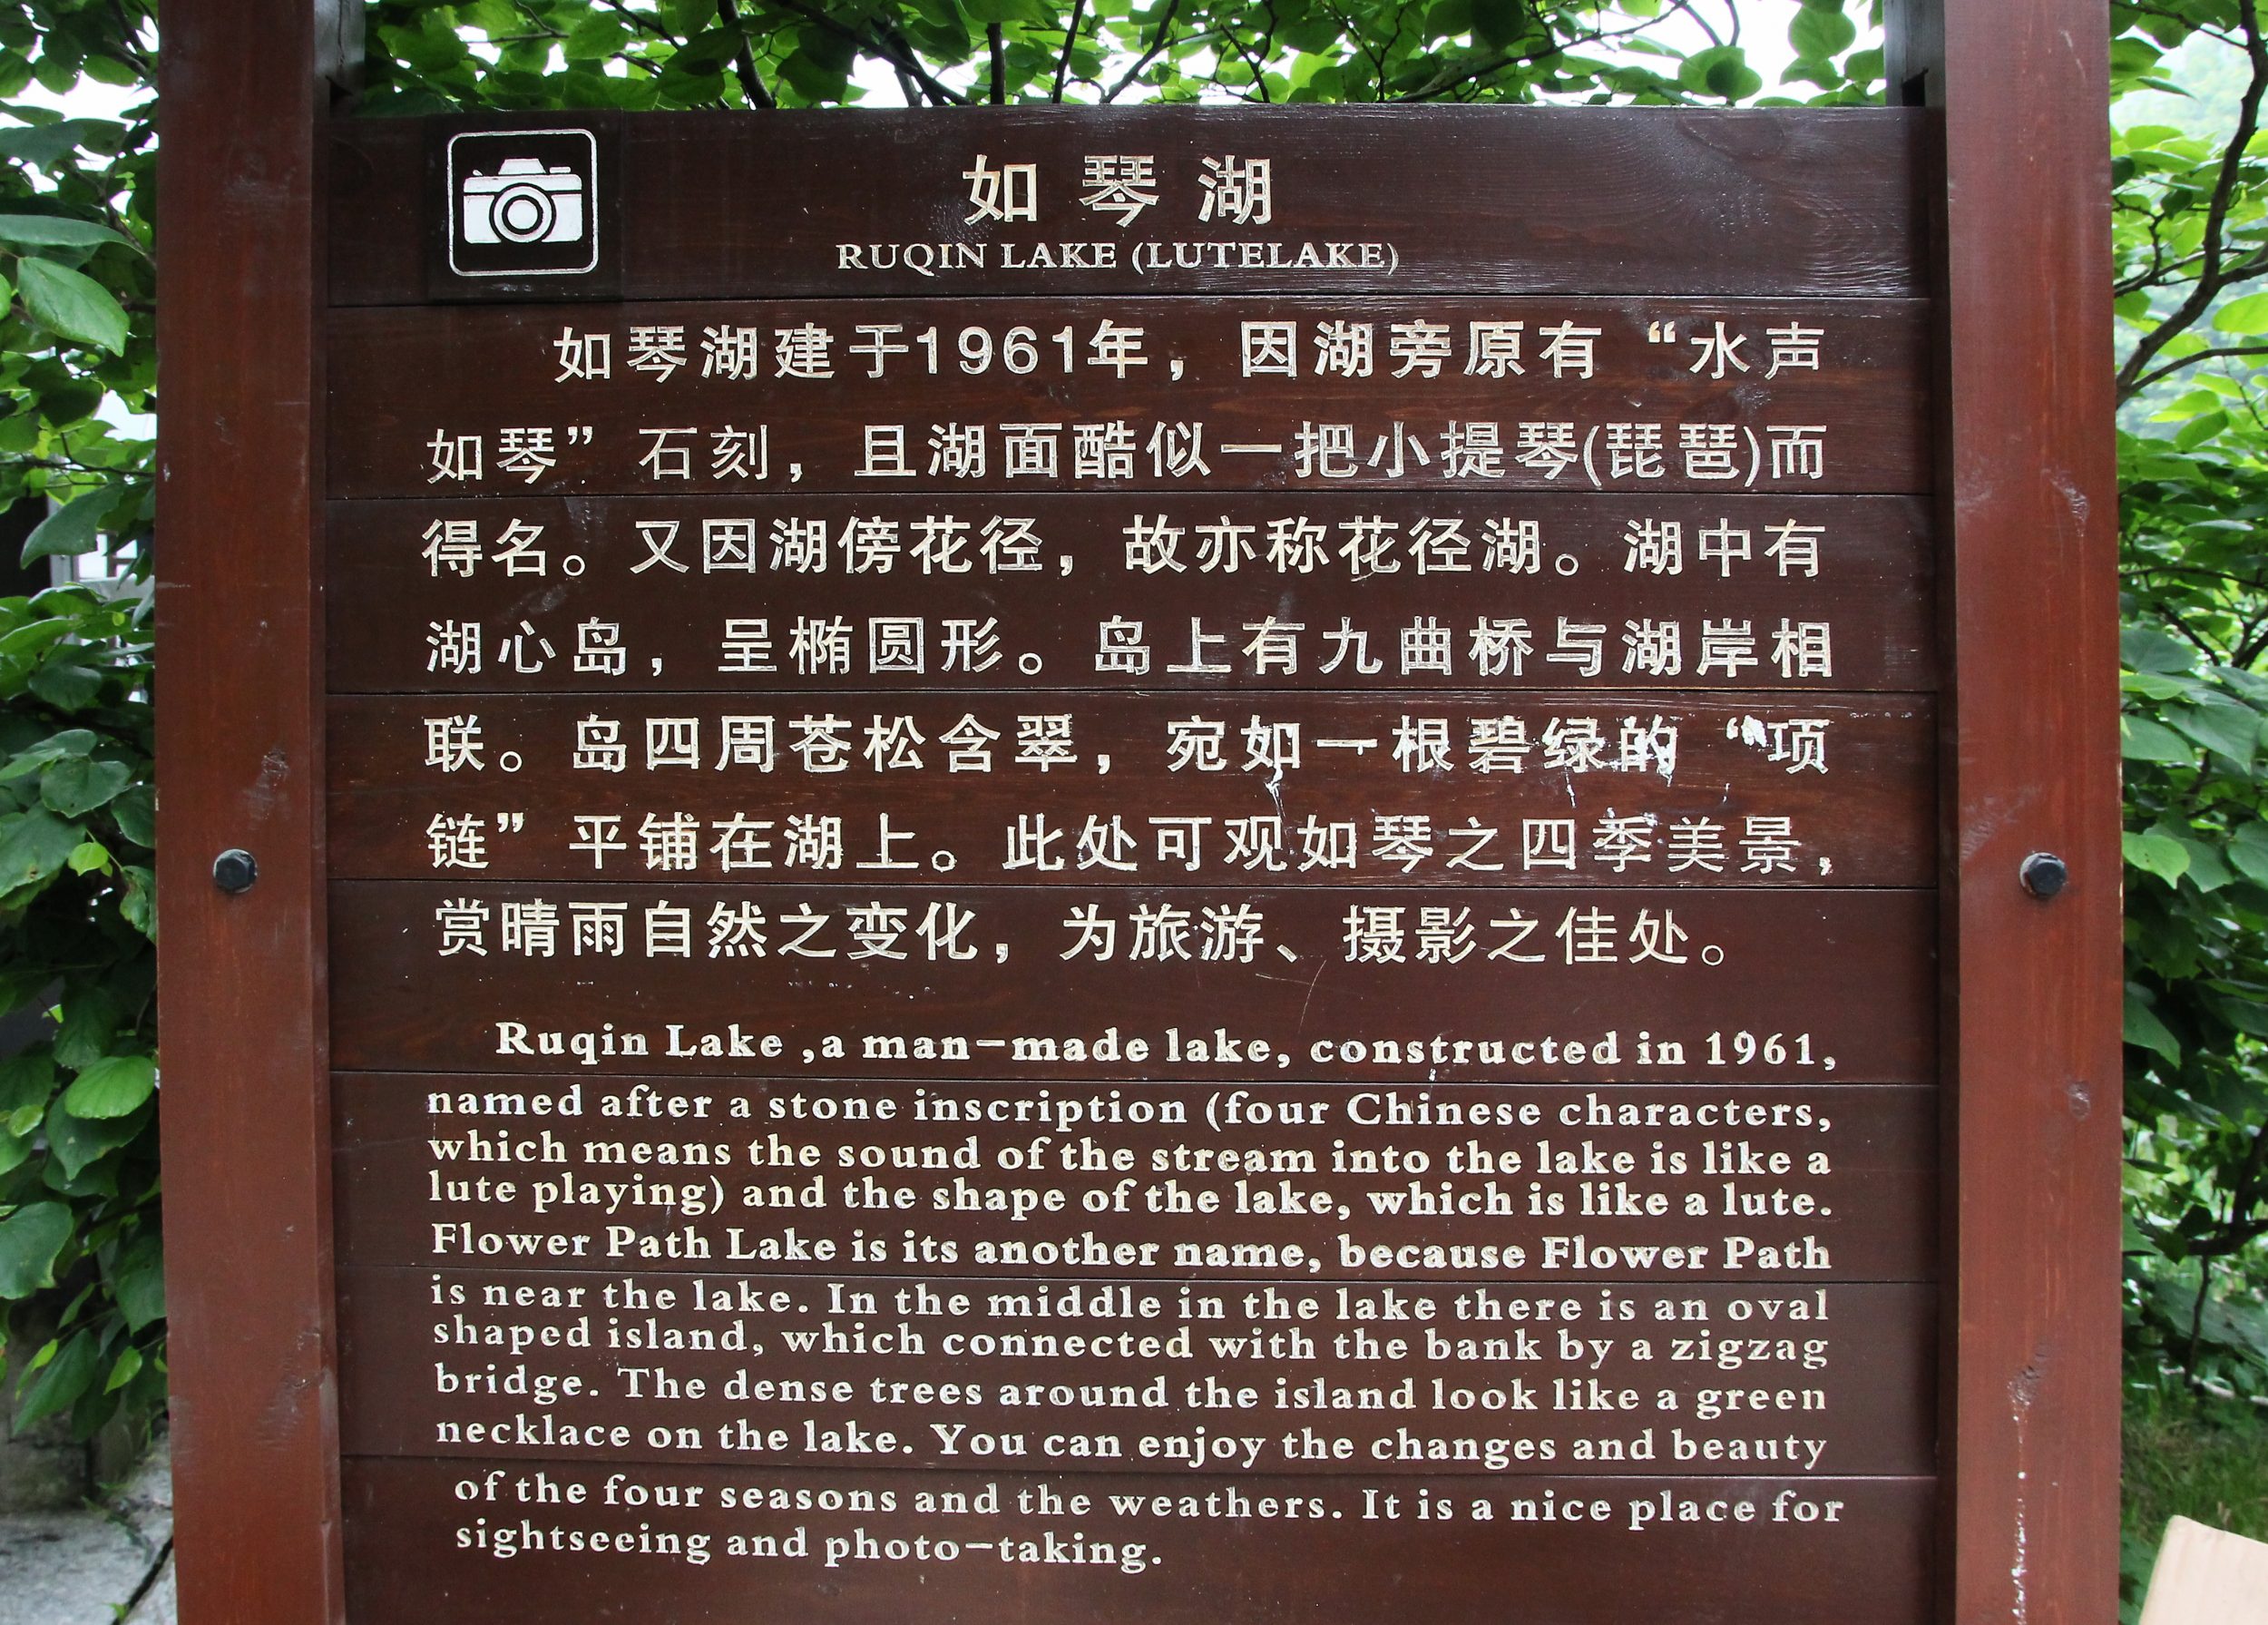 如琴湖
RUQIN LAKE (LUTELAKE)
如琴湖建于1961年，因湖旁原有“水声
如琴”石刻，且湖面酷似一把小提琴(琵琶)而
得名。又因湖傍花径，故亦称花径湖。湖中有
湖心岛，呈椭圆形。岛上有九曲桥与湖岸相
联。岛四周苍松含翠，宛如一根碧绿的“项
链”平铺在湖上。此处可观如琴之四季美景，
赏晴雨自然之变化，为旅游、摄影之佳处。
Ruqin Lake ,a man-made lake, constructed in 1961,
named after a stone inscription (four Chinese characters,
which means the sound of the stream into the lake is like a
lute playing) and the shape of the lake, which is like a lute.
Flower Path Lake is its another name, because Flower Path
is near the lake. In the middle in the lake there is an oval
shaped island, which connected with the bank by a zigzag
bridge. The dense trees around the island look like a green
necklace on the lake. You can enjoy the changes and beauty
of the four seasons and the weathers. It is a nice place for
sightseeing and photo-taking.